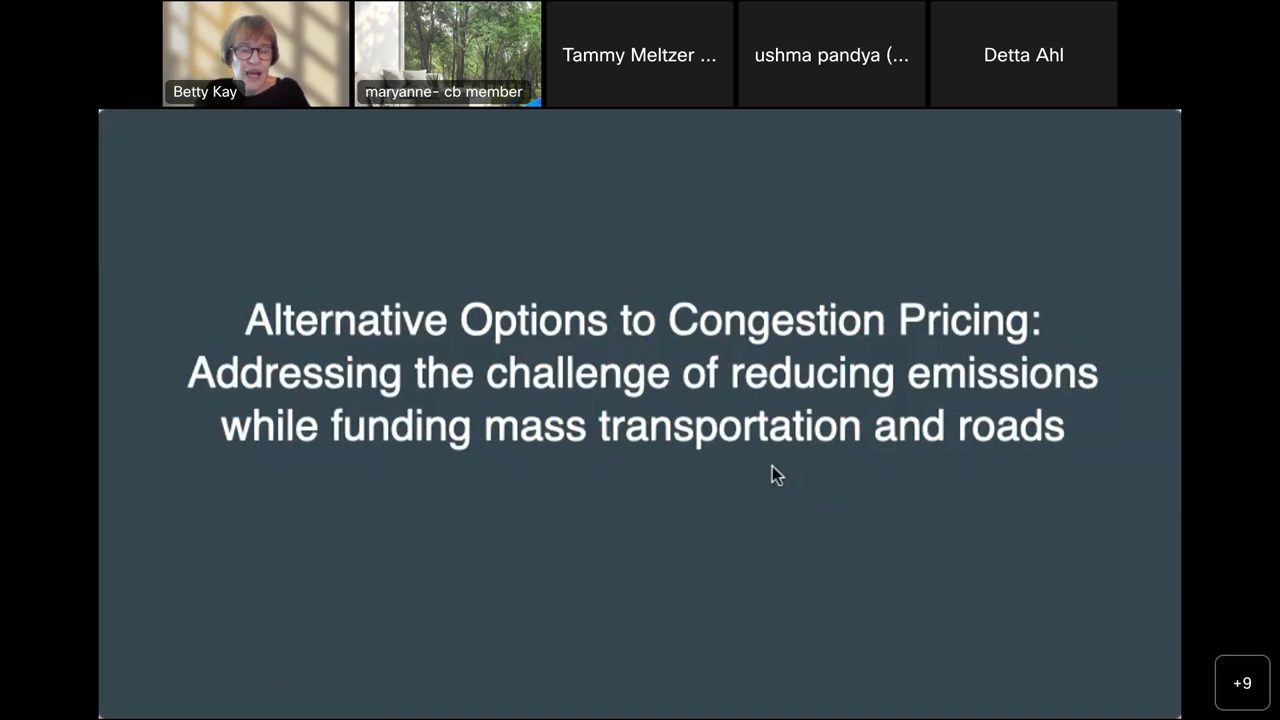 Betty Kay
maryanne- cb member
Tammy Meltzer ...
ushma pandya (...
Detta Ahl
Alternative Options to Congestion Pricing:
Addressing the challenge of reducing emissions
while funding mass transportation and roads
+9